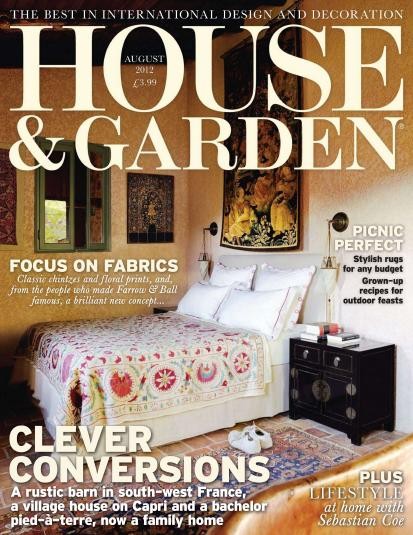 THE BEST IN INTERNATIONAL DESIGN AND DECORATION
HOUSE
AUGUST
2012
£3.99
& GARDEN®
PICNIC
PERFECT
Stylish rugs
for any budget
Grown-up
recipes for
outdoor feasts
FOCUS ON FABRICS
Classic chintzes and floral prints, and,
from the people who made Farrow & Ball
famous, a brilliant new concept...
CLEVER
CONVERSIONS
A rustic barn in south-west France,
a village house on Capri and a bachelor
pied-à-terre, now a family home
PLUS
LIFESTYLE
at home with
Sebastian Coe